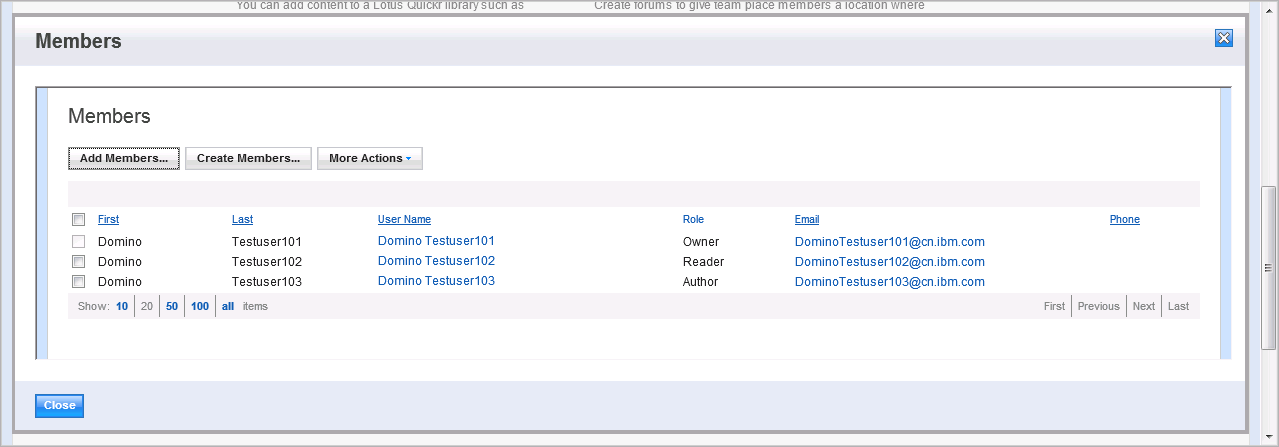 You can add content to a Lotus Quickr library such as Create forums to give team place members a location where
Members
Members
Add Members... Create Members... More Actions
First Last User Name Role Email Phone
Domino Testuser101 Domino Testuser101 Owner DominoTestuser101@cn.ibm.com
Domino Testuser102 Domino Testuser102 Reader DominoTestuser102@cn.ibm.com
Domino Testuser103 Domino Testuser103 Author DominoTestuser103@cn.ibm.com
Show: 10 20 50 100 all items First Previous Next Last
Close